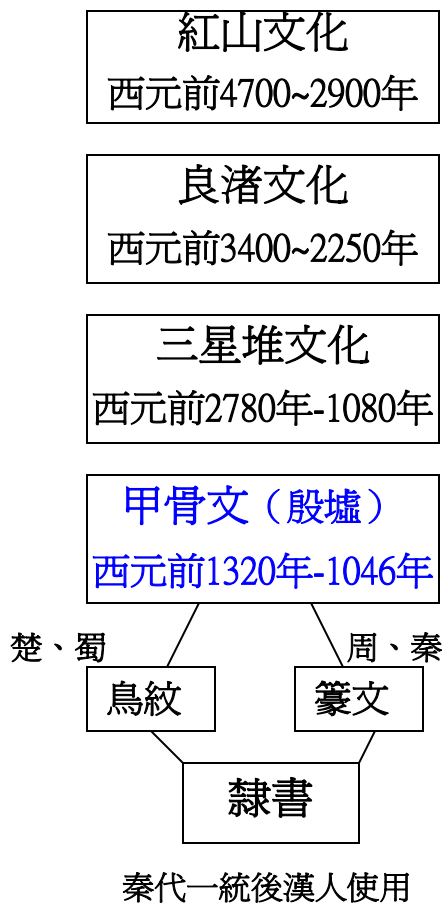 紅山文化
西元前4700~2900年
良渚文化
西元前3400~2250年
三星堆文化
西元前2780年-1080年
甲骨文（殷墟）
西元前1320年-1046年
楚、蜀
周、秦
鳥紋
篆文
隸書
秦代一統後漢人使用